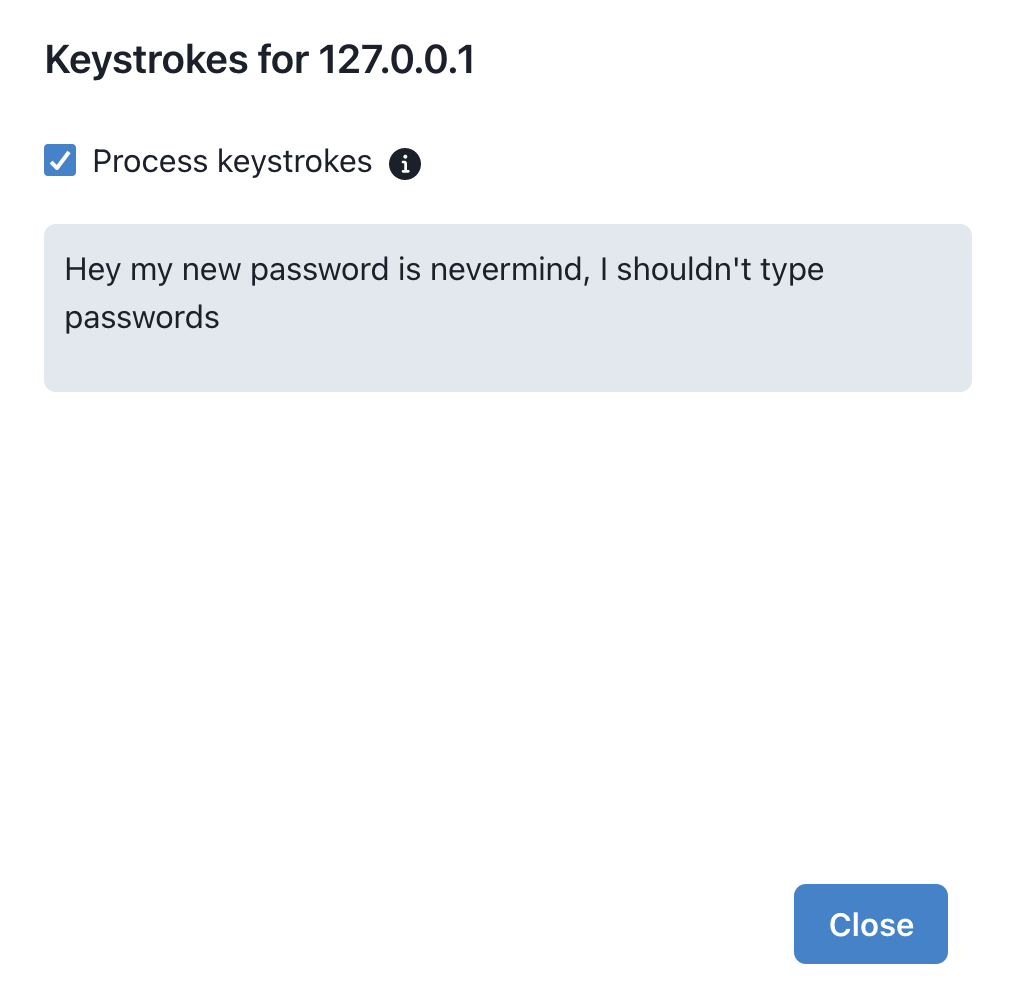 Keystrokes for 127.0.0.1
Process keystrokes
Hey my new password is nevermind, I shouldn't type
passwords
Close